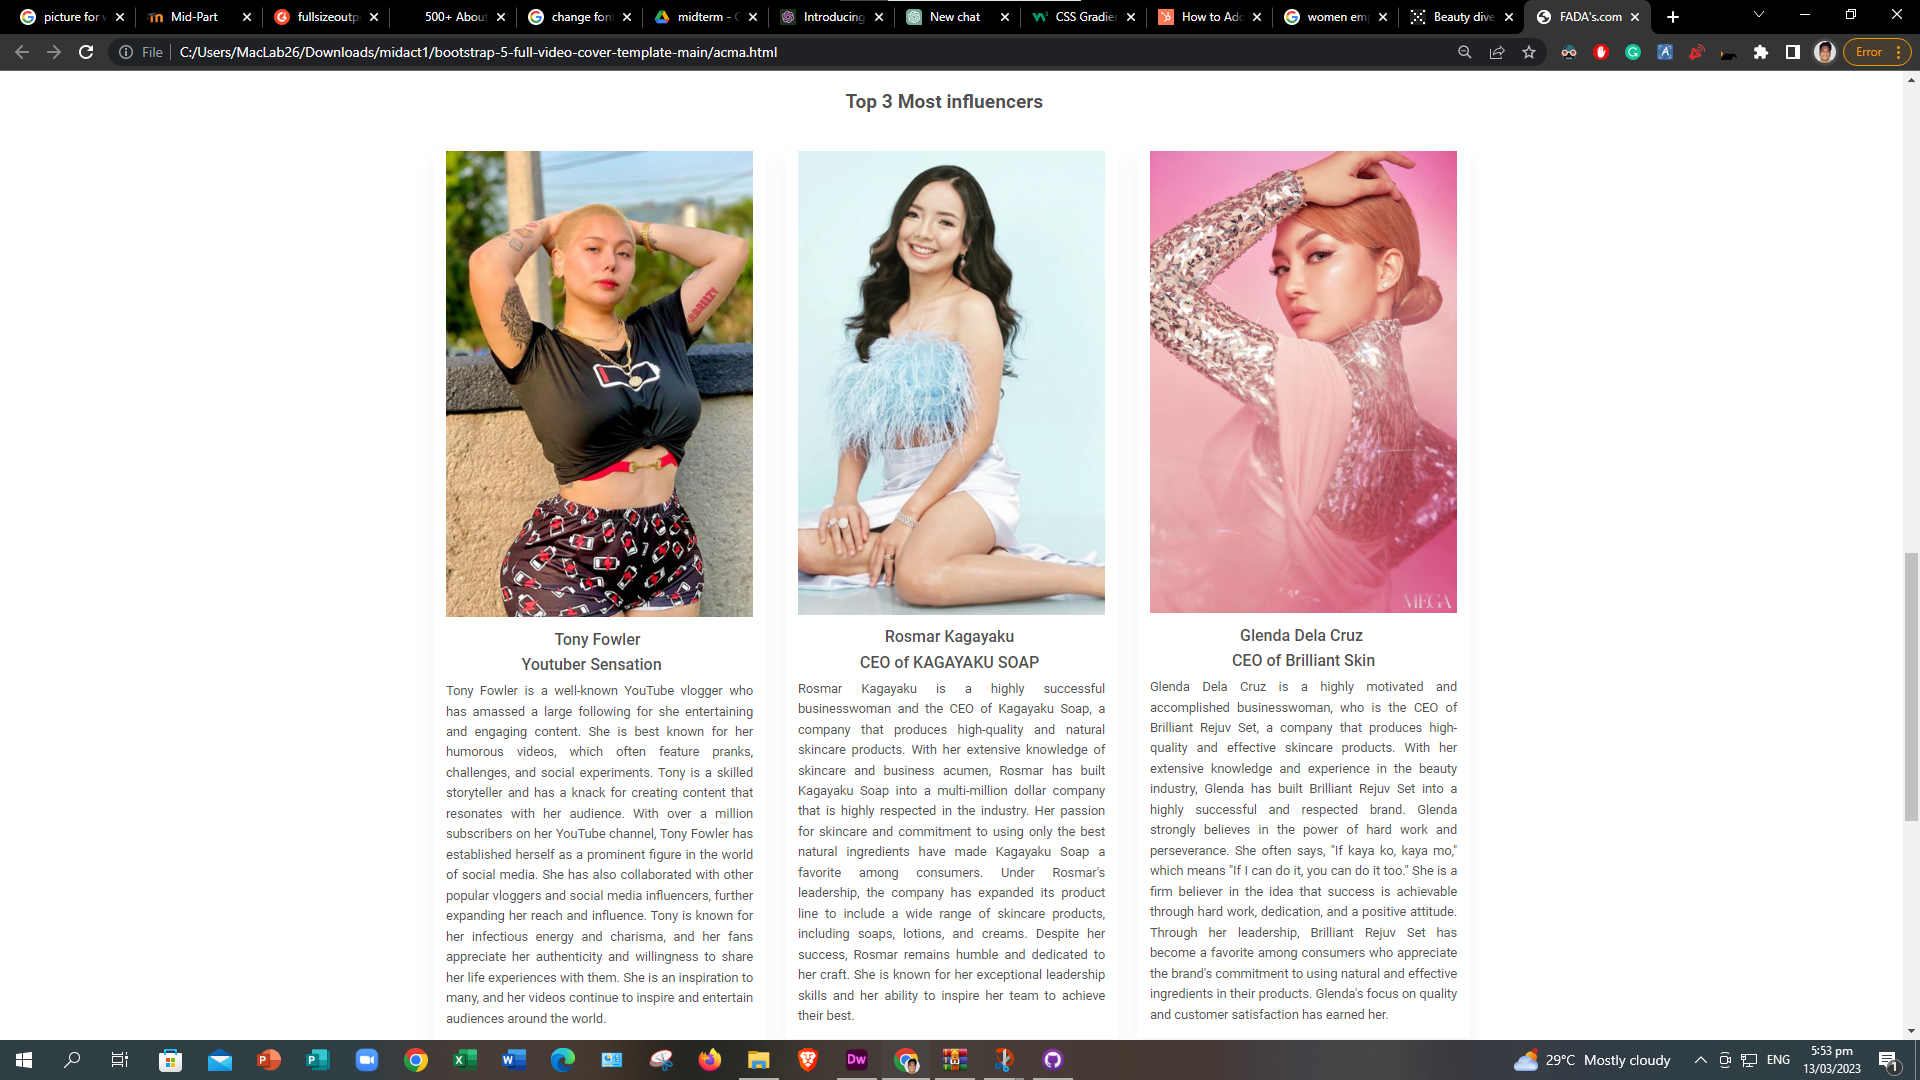 picture for w
Mid-Part
fullsizeoutp
500+ About
change font
midterm - G
Introducing
New chat
CSS Gradien
How to Add
women emp
Beauty dive
FADA's.com
File
C:/Users/MacLab26/Downloads/midact1/bootstrap-5-full-video-cover-template-main/acma.html
Error
Top 3 Most influencers
BAREEZY
MEGA
Tony Fowler
Youtuber Sensation
Tony Fowler is a well-known YouTube vlogger who
has amassed a large following for she entertaining
and engaging content. She is best known for her
humorous videos, which often feature pranks,
challenges, and social experiments. Tony is a skilled
storyteller and has a knack for creating content that
resonates with her audience. With over a million
subscribers on her YouTube channel, Tony Fowler has
established herself as a prominent figure in the world
of social media. She has also collaborated with other
popular vloggers and social media influencers, further
expanding her reach and influence. Tony is known for
her infectious energy and charisma, and her fans
appreciate her authenticity and willingness to share
her life experiences with them. She is an inspiration to
many, and her videos continue to inspire and entertain
audiences around the world.
Rosmar Kagayaku
CEO of KAGAYAKU SOAP
Rosmar Kagayaku is a highly successful
businesswoman and the CEO of Kagayaku Soap, a
company that produces high-quality and natural
skincare products. With her extensive knowledge of
skincare and business acumen, Rosmar has built
Kagayaku Soap into a multi-million dollar company
that is highly respected in the industry. Her passion
for skincare and commitment to using only the best
natural ingredients have made Kagayaku Soap a
favorite among consumers. Under Rosmar's
leadership, the company has expanded its product
line to include a wide range of skincare products,
including soaps, lotions, and creams. Despite her
success, Rosmar remains humble and dedicated to
her craft. She is known for her exceptional leadership
skills and her ability to inspire her team to achieve
their best.
Glenda Dela Cruz
CEO of Brilliant Skin
Glenda Dela Cruz is a highly motivated and
accomplished businesswoman, who is the CEO of
Brilliant Rejuv Set, a company that produces high-
quality and effective skincare products. With her
extensive knowledge and experience in the beauty
industry, Glenda has built Brilliant Rejuv Set into a
highly successful and respected brand. Glenda
strongly believes in the power of hard work and
perseverance. She often says, "If kaya ko, kaya mo,"
which means "If I can do it, you can do it too." She is a
firm believer in the idea that success is achievable
through hard work, dedication, and a positive attitude.
Through her leadership, Brilliant Rejuv Set has
become a favorite among consumers who appreciate
the brand's commitment to using natural and effective
ingredients in their products. Glenda's focus on quality
and customer satisfaction has earned her.
29°C Mostly cloudy
ENG
5:53 pm
13/03/2023
1